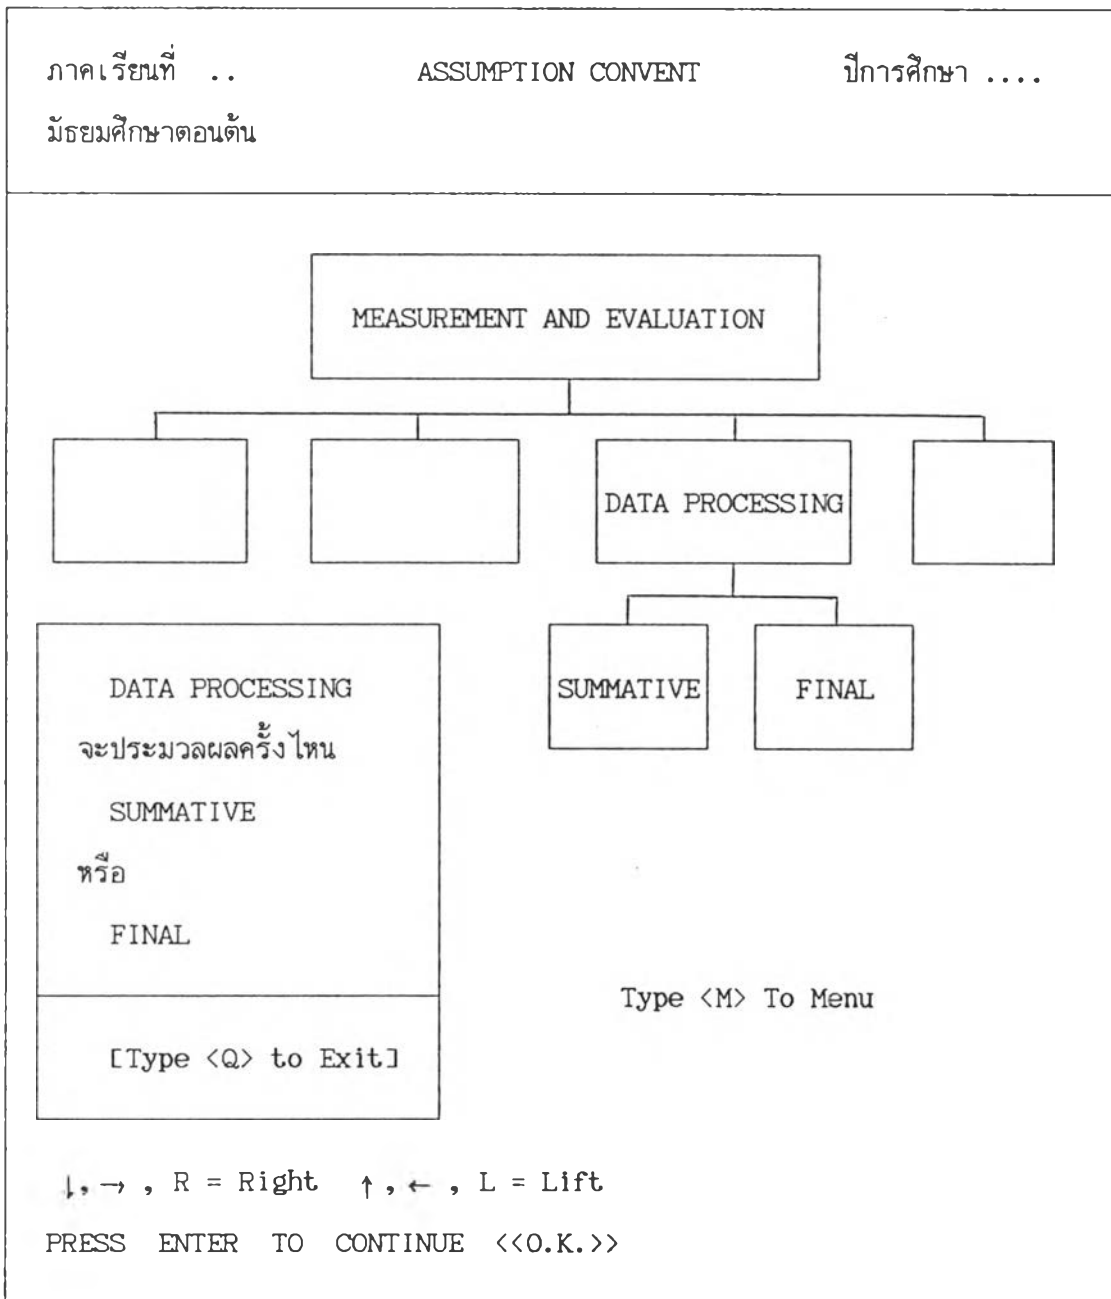 ภาคเรียนที่ .. ASSUMPTION CONVENT ปีการศึกษา ....
มัธยมศึกษาตอนต้น
MEASUREMENT AND EVALUATION
DATA PROCESSING
SUMMATIVE FINAL
DATA PROCESSING
จะประมวลผลครั้งไหน
SUMMATIVE
หรือ
FINAL
[Type <Q> to Exit]
Type <M> To Menu
↓, → , R = Right ↑ , ← , L = Lift
PRESS ENTER TO CONTINUE <<O.K.>>